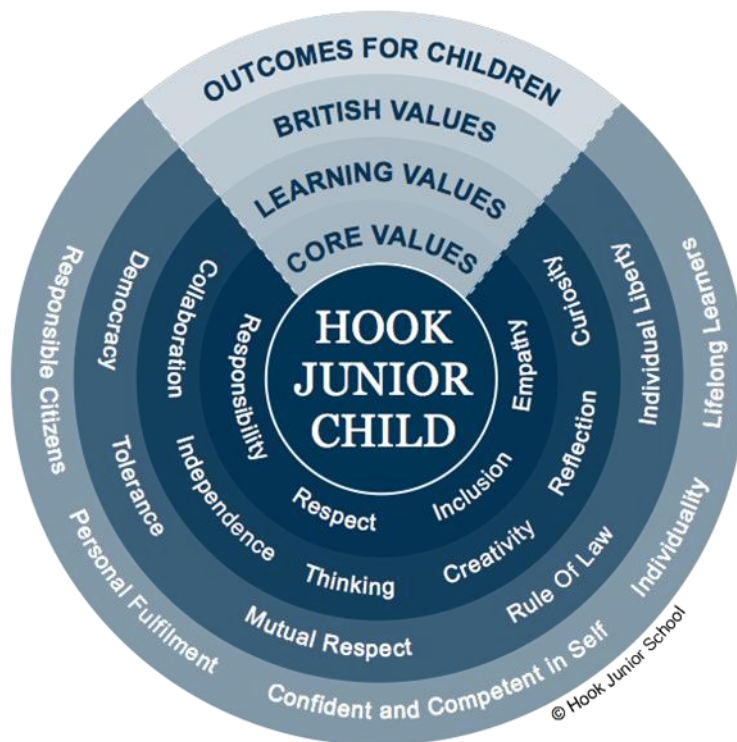 OUTCOMES FOR CHILDREN
BRITISH VALUES
LEARNING VALUES
CORE VALUES
HOOK
JUNIOR
CHILD
Responsibility
Respect
Inclusion
Empathy
Collaboration
Independence
Thinking
Creativity
Reflection
Curiosity
Democracy
Tolerance
Mutual Respect
Rule Of Law
Individual Liberty
Responsible Citizens
Personal Fulfilment
Confident and Competent in Self
Individuality
Lifelong Learners
© Hook Junior School